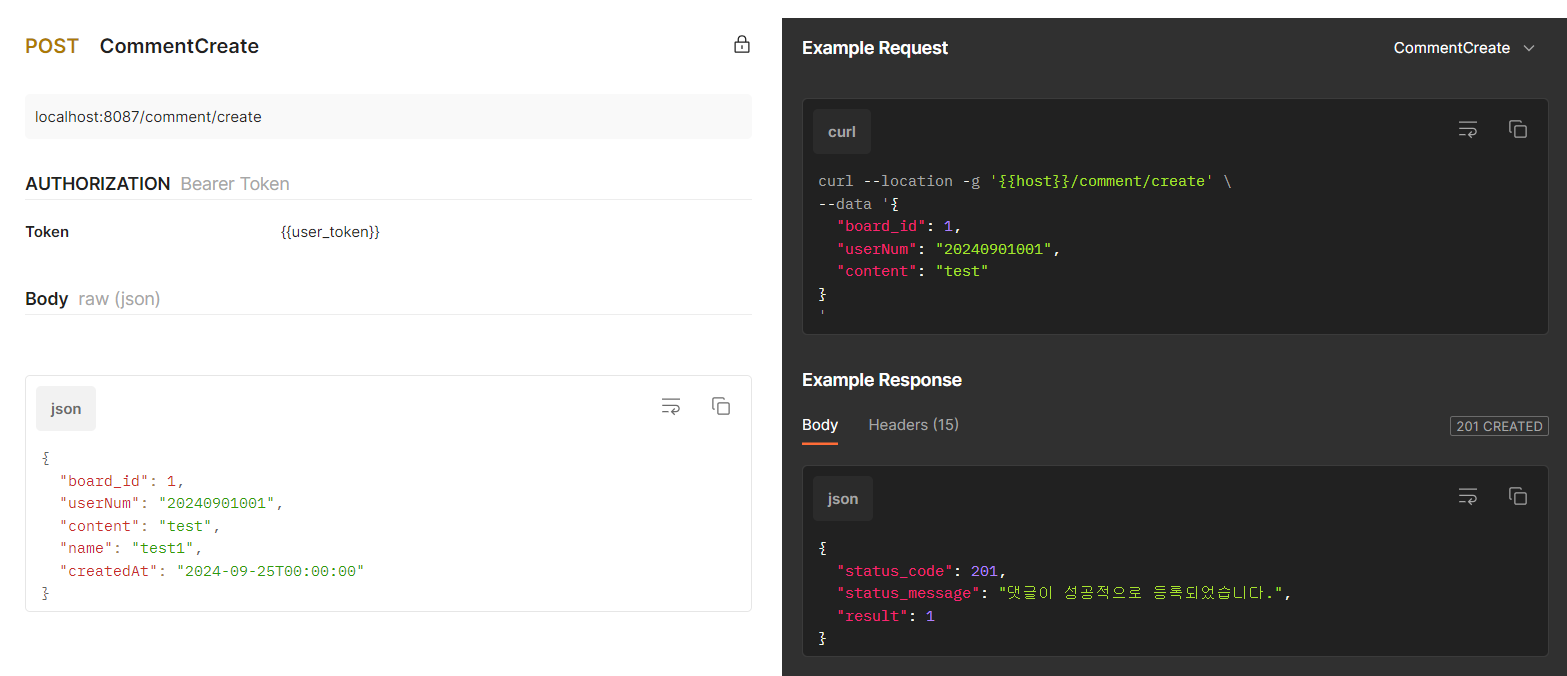 POST CommentCreate
localhost:8087/comment/create
AUTHORIZATION Bearer Token
Token {{user_token}}
Body raw (json)
json
{
"board_id": 1,
"userNum": "20240901001",
"content": "test",
"name": "test1",
"createdAt": "2024-09-25T00:00:00"
}
Example Request CommentCreate
curl
curl --location -g '{{host}}/comment/create' \
--data '{
"board_id": 1,
"userNum": "20240901001",
"content": "test"
}
'
Example Response
Body Headers (15) 201 CREATED
json
{
"status_code": 201,
"status_message": "댓글이 성공적으로 등록되었습니다.",
"result": 1
}